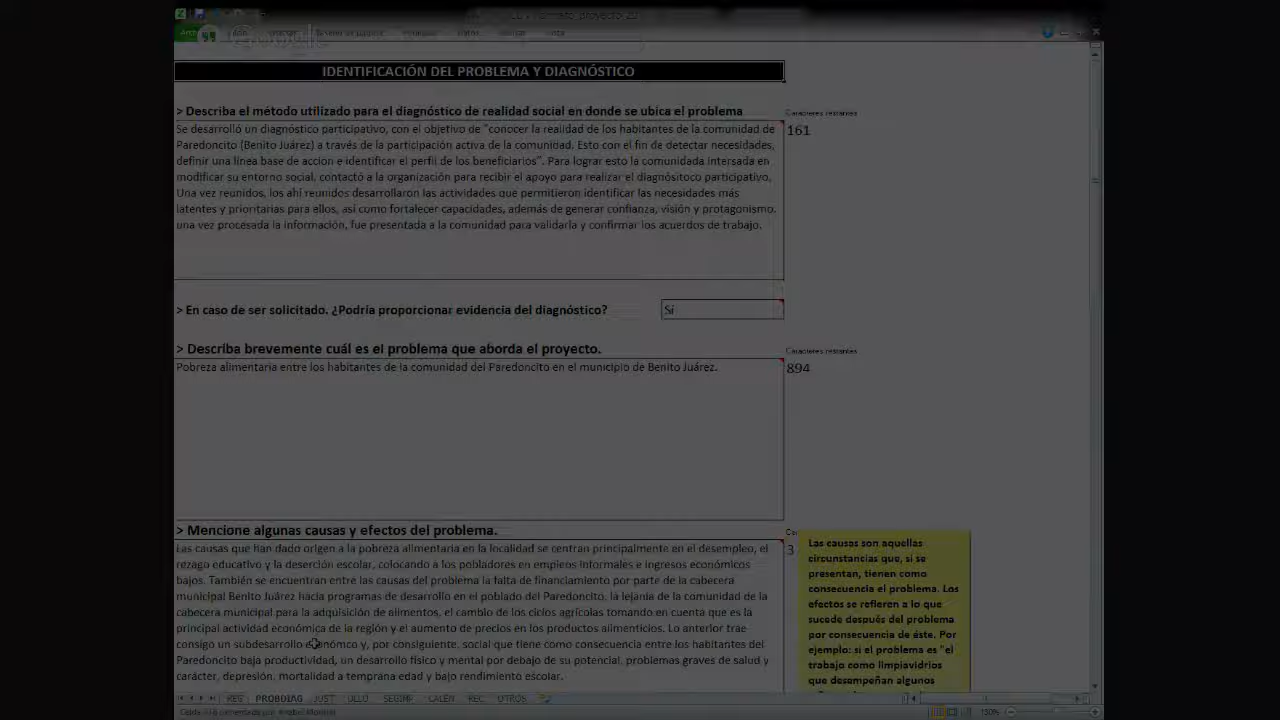 IDENTIFICACIÓN DEL PROBLEMA Y DIAGNÓSTICO
> Describa el método utilizado para el diagnóstico de realidad social en donde se ubica el problema
Caracteres restantes
Se desarrolló un diagnóstico participativo, con el objetivo de "conocer la realidad de los habitantes de la comunidad de
161
Paredoncito (Benito Juárez) a través de la participación activa de la comunidad. Esto con el fin de detectar necesidades,
definir una línea base de acción e identificar el perfil de los beneficiarios". Para lograr esto la comunidada intersada en
modificar su entorno social, contactó a la organización para recibir el apoyo para realizar el diagnósitoco participativo.
Una vez reunidos, los ahí reunidos desarrollaron las actividades que permitieron identificar las necesidades más
latentes y prioritarias para ellos, así como fortalecer capacidades, además de generar confianza, visión y protagonismo.
una vez procesada la información, fue presentada a la comunidad para validarla y confirmar los acuerdos de trabajo.
> En caso de ser solicitado. ¿Podría proporcionar evidencia del diagnóstico?
Sí
> Describa brevemente cuál es el problema que aborda el proyecto.
Caracteres restantes
Pobreza alimentaria entre los habitantes de la comunidad del Paredoncito en el municipio de Benito Juárez.
894
> Mencione algunas causas y efectos del problema.
Las causas que han dado origen a la pobreza alimentaria en la localidad se centran principalmente en el desempleo, el
3
rezago educativo y la deserción escolar, colocando a los pobladores en empleos informales e ingresos económicos
bajos. También se encuentran entre las causas del problema la falta de financiamiento por parte de la cabecera
municipal Benito Juárez hacia programas de desarrollo en el poblado del Paredoncito, la lejanía de la comunidad de la
cabecera municipal para la adquisición de alimentos, el cambio de los ciclos agrícolas tomando en cuenta que es la
principal actividad económica de la región y el aumento de precios en los productos alimenticios. Lo anterior trae
consigo un subdesarrollo económco y, por consiguiente, social que tiene como consecuencia entre los habitantes del
Paredoncito baja productividad, un desarrollo físico y mental por debajo de su potencial, problemas graves de salud y
carácter, depresión, mortalidad a temprana edad y bajo rendimiento escolar.
Las causas son aquellas
circunstancias que, si se
presentan, tienen como
consecuencia el problema. Los
efectos se refieren a lo que
sucede después del problema
por consecuencia de éste. Por
ejemplo: si el problema es "el
trabajo como limpiavidrios
que desempeñan algunos
REG PROBDIAG JUST DLLO SEGIMP CALEN REC OTROS
150%